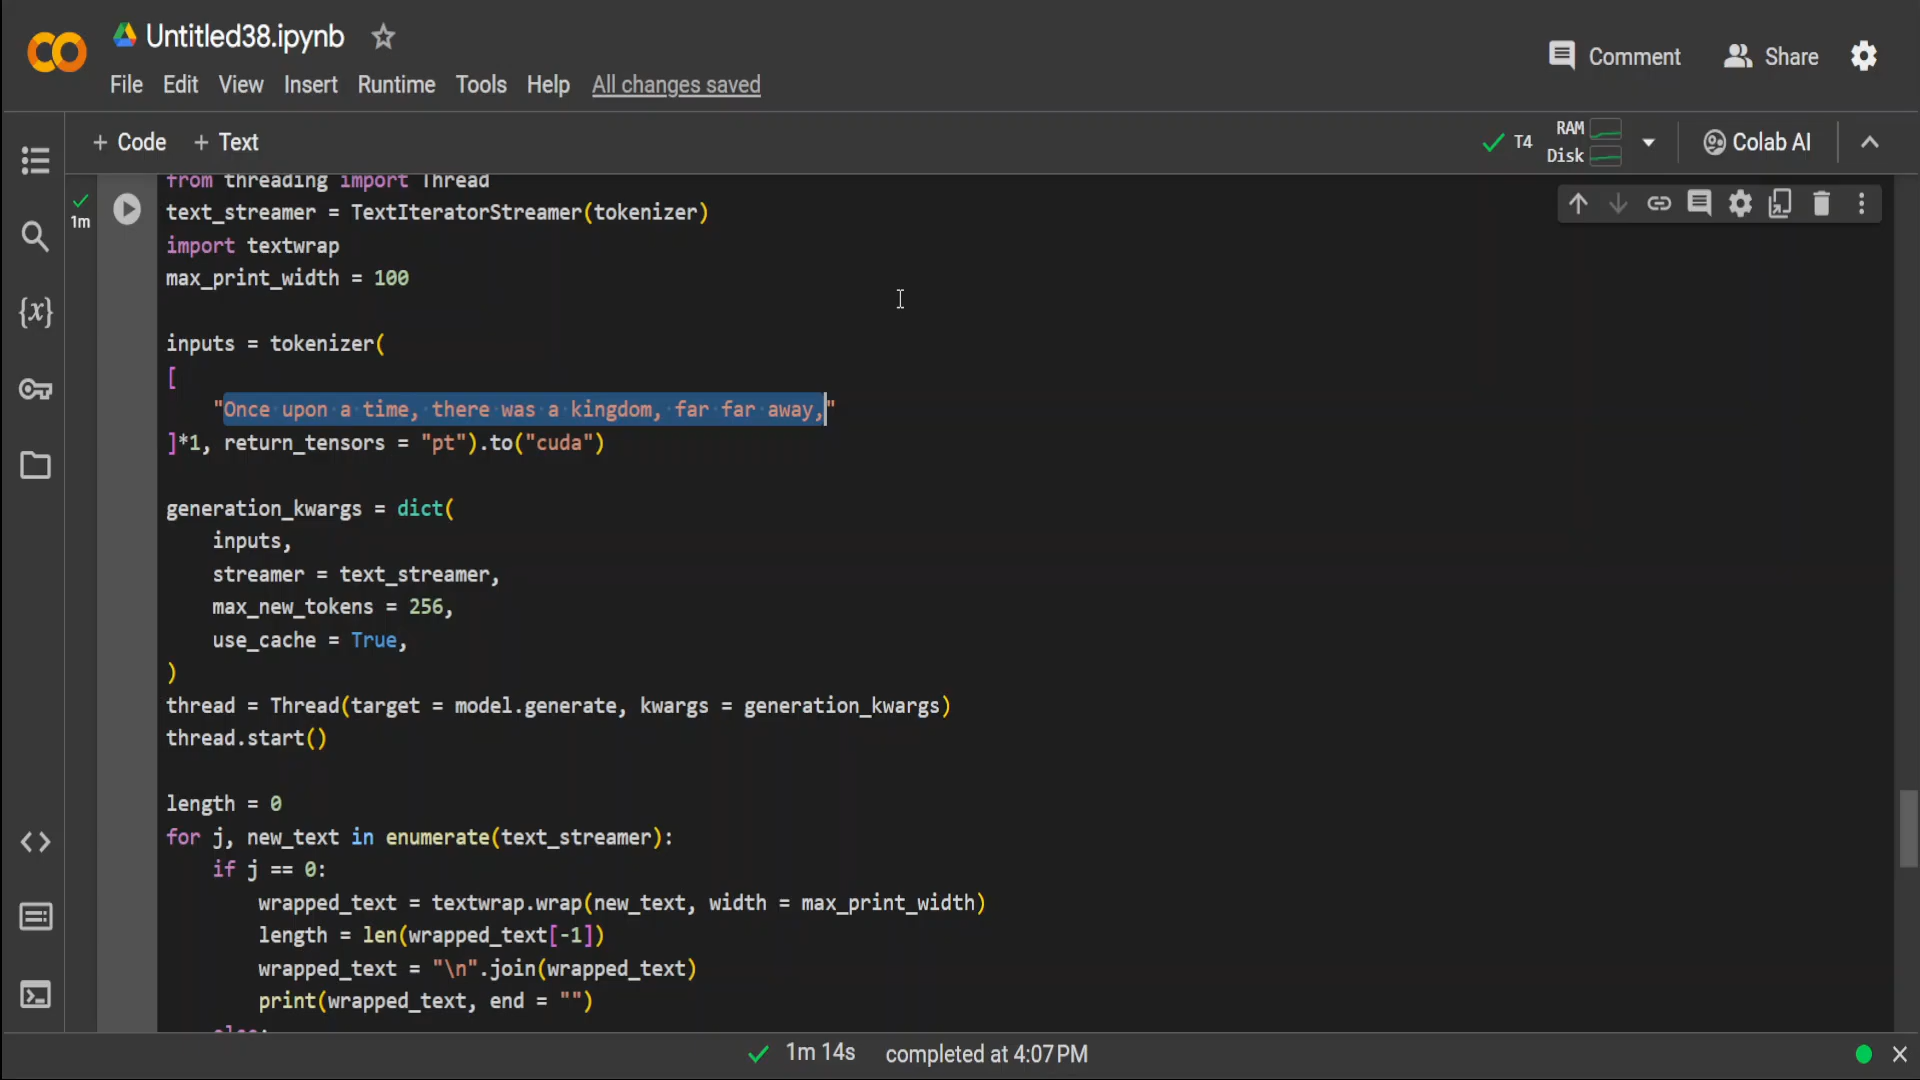 Untitled38.ipynb
File Edit View Insert Runtime Tools Help All changes saved
Comment
Share
+ Code + Text
T4
RAM
Disk
Colab AI
1m
from threading import Thread
text_streamer = TextIteratorStreamer(tokenizer)
import textwrap
max_print_width = 100
inputs = tokenizer(
[
"Once upon a time, there was a kingdom, far far away,"
]*1, return_tensors = "pt").to("cuda")
generation_kwargs = dict(
inputs,
streamer = text_streamer,
max_new_tokens = 256,
use_cache = True,
)
thread = Thread(target = model.generate, kwargs = generation_kwargs)
thread.start()
length = 0
for j, new_text in enumerate(text_streamer):
if j == 0:
wrapped_text = textwrap.wrap(new_text, width = max_print_width)
length = len(wrapped_text[-1])
wrapped_text = "\n".join(wrapped_text)
print(wrapped_text, end = "")
else:
1m 14s completed at 4:07 PM